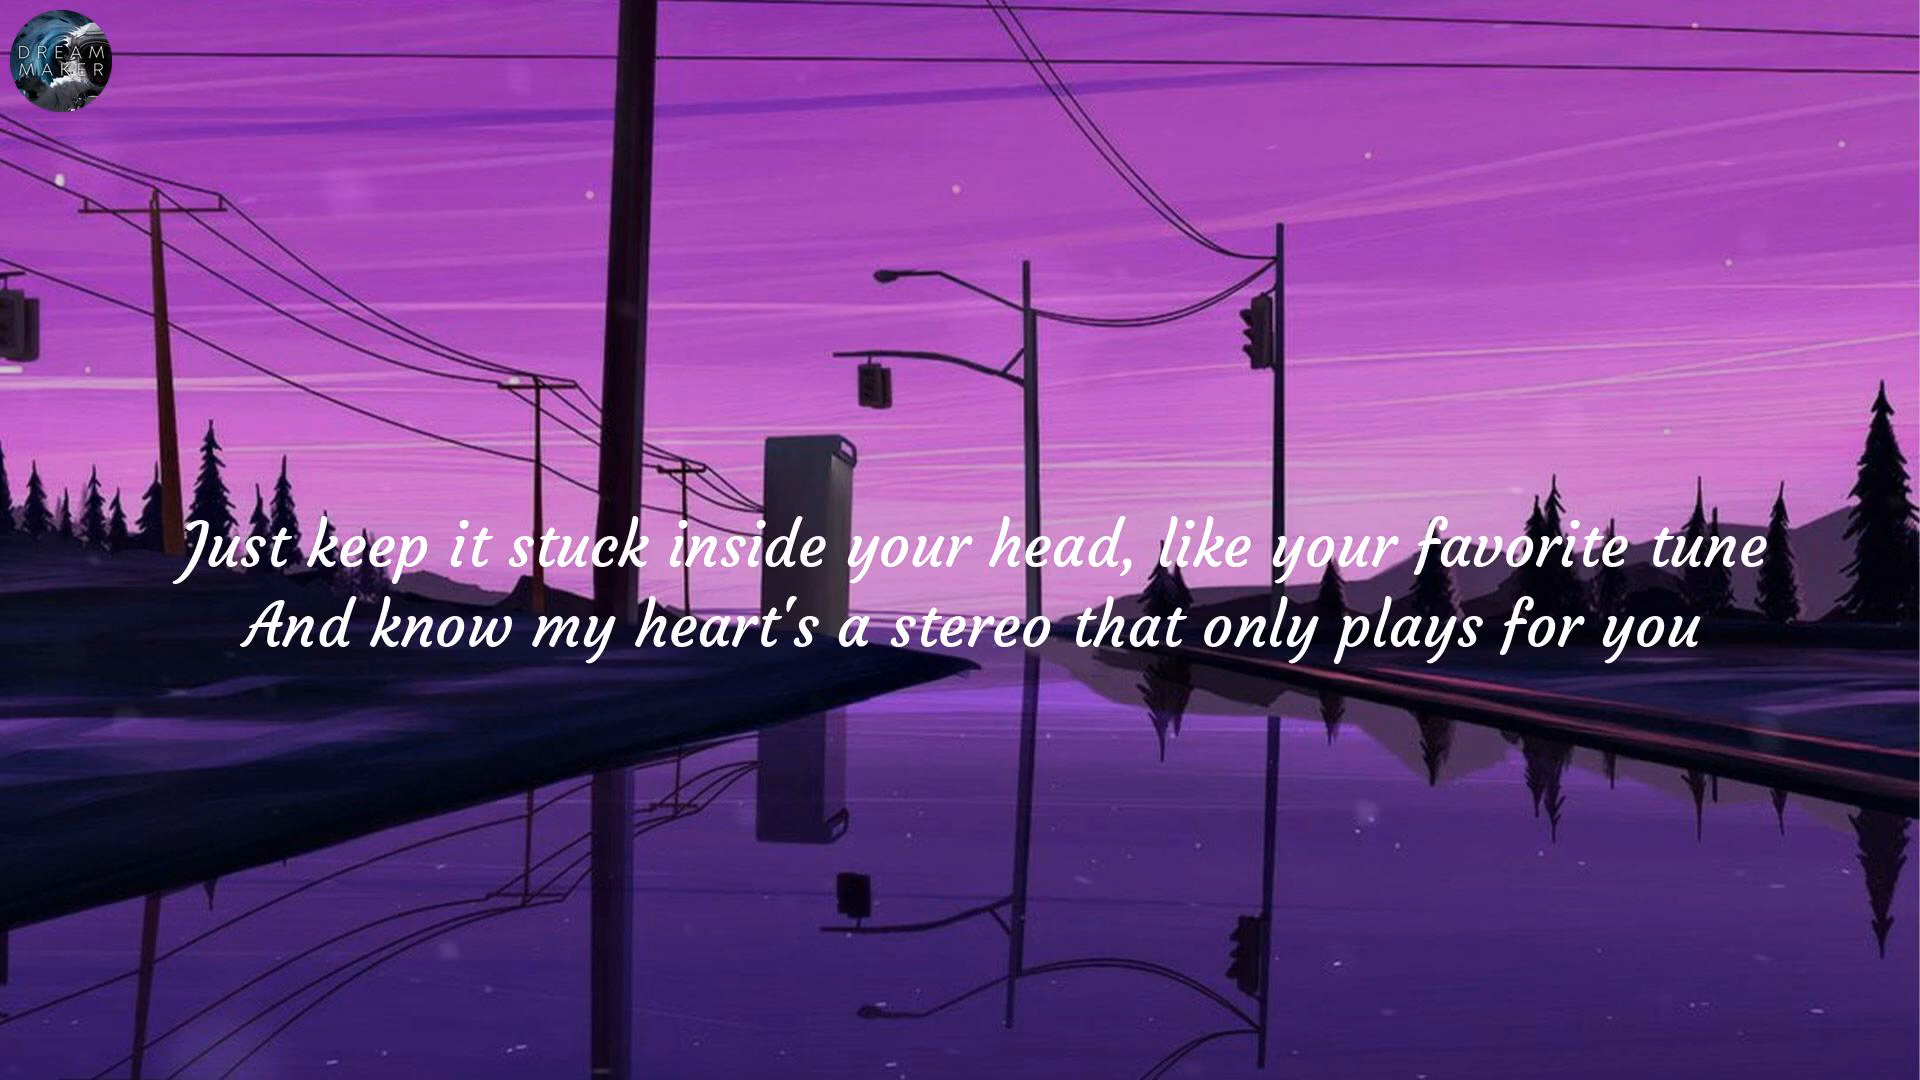 DREAM
MAKER
Just keep it stuck inside your head, like your favorite tune
And know my heart's a stereo that only plays for you